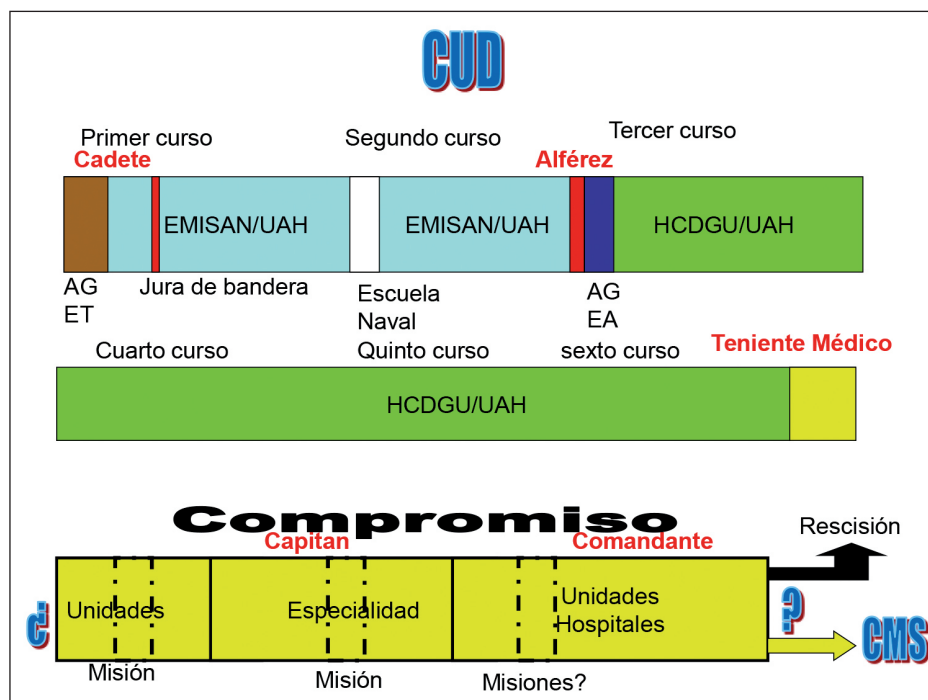 CUD
Primer curso
Segundo curso
Tercer curso
Cadete
Alférez
EMISAN/UAH
EMISAN/UAH
HCDGU/UAH
AG
ET
Jura de bandera
Escuela
Naval
AG
EA
Cuarto curso
Quinto curso
sexto curso
Teniente Médico
HCDGU/UAH
Compromiso
Rescisión
Capitan
Comandante
¿
Unidades
Especialidad
Unidades
Hospitales
?
CMS
Misión
Misión
Misiones?